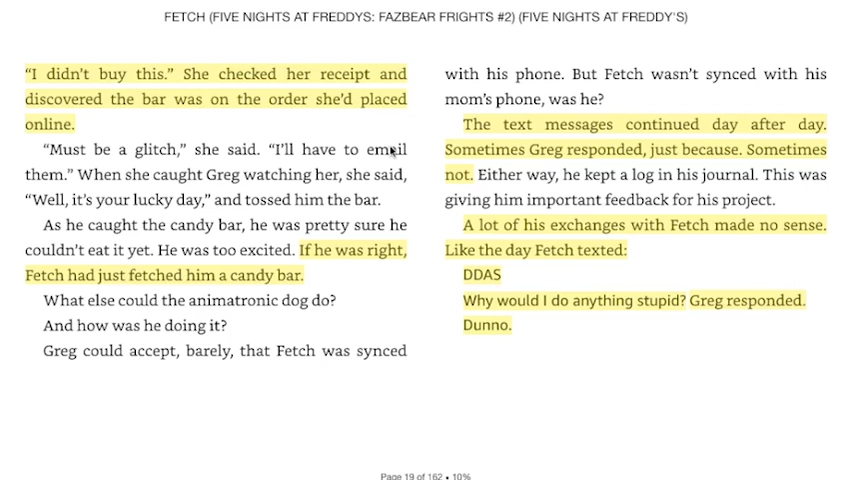 FETCH (FIVE NIGHTS AT FREDDYS: FAZBEAR FRIGHTS #2) (FIVE NIGHTS AT FREDDY'S)
“I didn’t buy this.” She checked her receipt and
discovered the bar was on the order she’d placed
online.
“Must be a glitch,” she said. “I’ll have to email
them.” When she caught Greg watching her, she said,
“Well, it’s your lucky day,” and tossed him the bar.
As he caught the candy bar, he was pretty sure he
couldn’t eat it yet. He was too excited. If he was right,
Fetch had just fetched him a candy bar.
What else could the animatronic dog do?
And how was he doing it?
Greg could accept, barely, that Fetch was synced
with his phone. But Fetch wasn’t synced with his
mom’s phone, was he?
The text messages continued day after day.
Sometimes Greg responded, just because. Sometimes
not. Either way, he kept a log in his journal. This was
giving him important feedback for his project.
A lot of his exchanges with Fetch made no sense.
Like the day Fetch texted:
DDAS
Why would I do anything stupid? Greg responded.
Dunno.
Page 19 of 162 • 10%